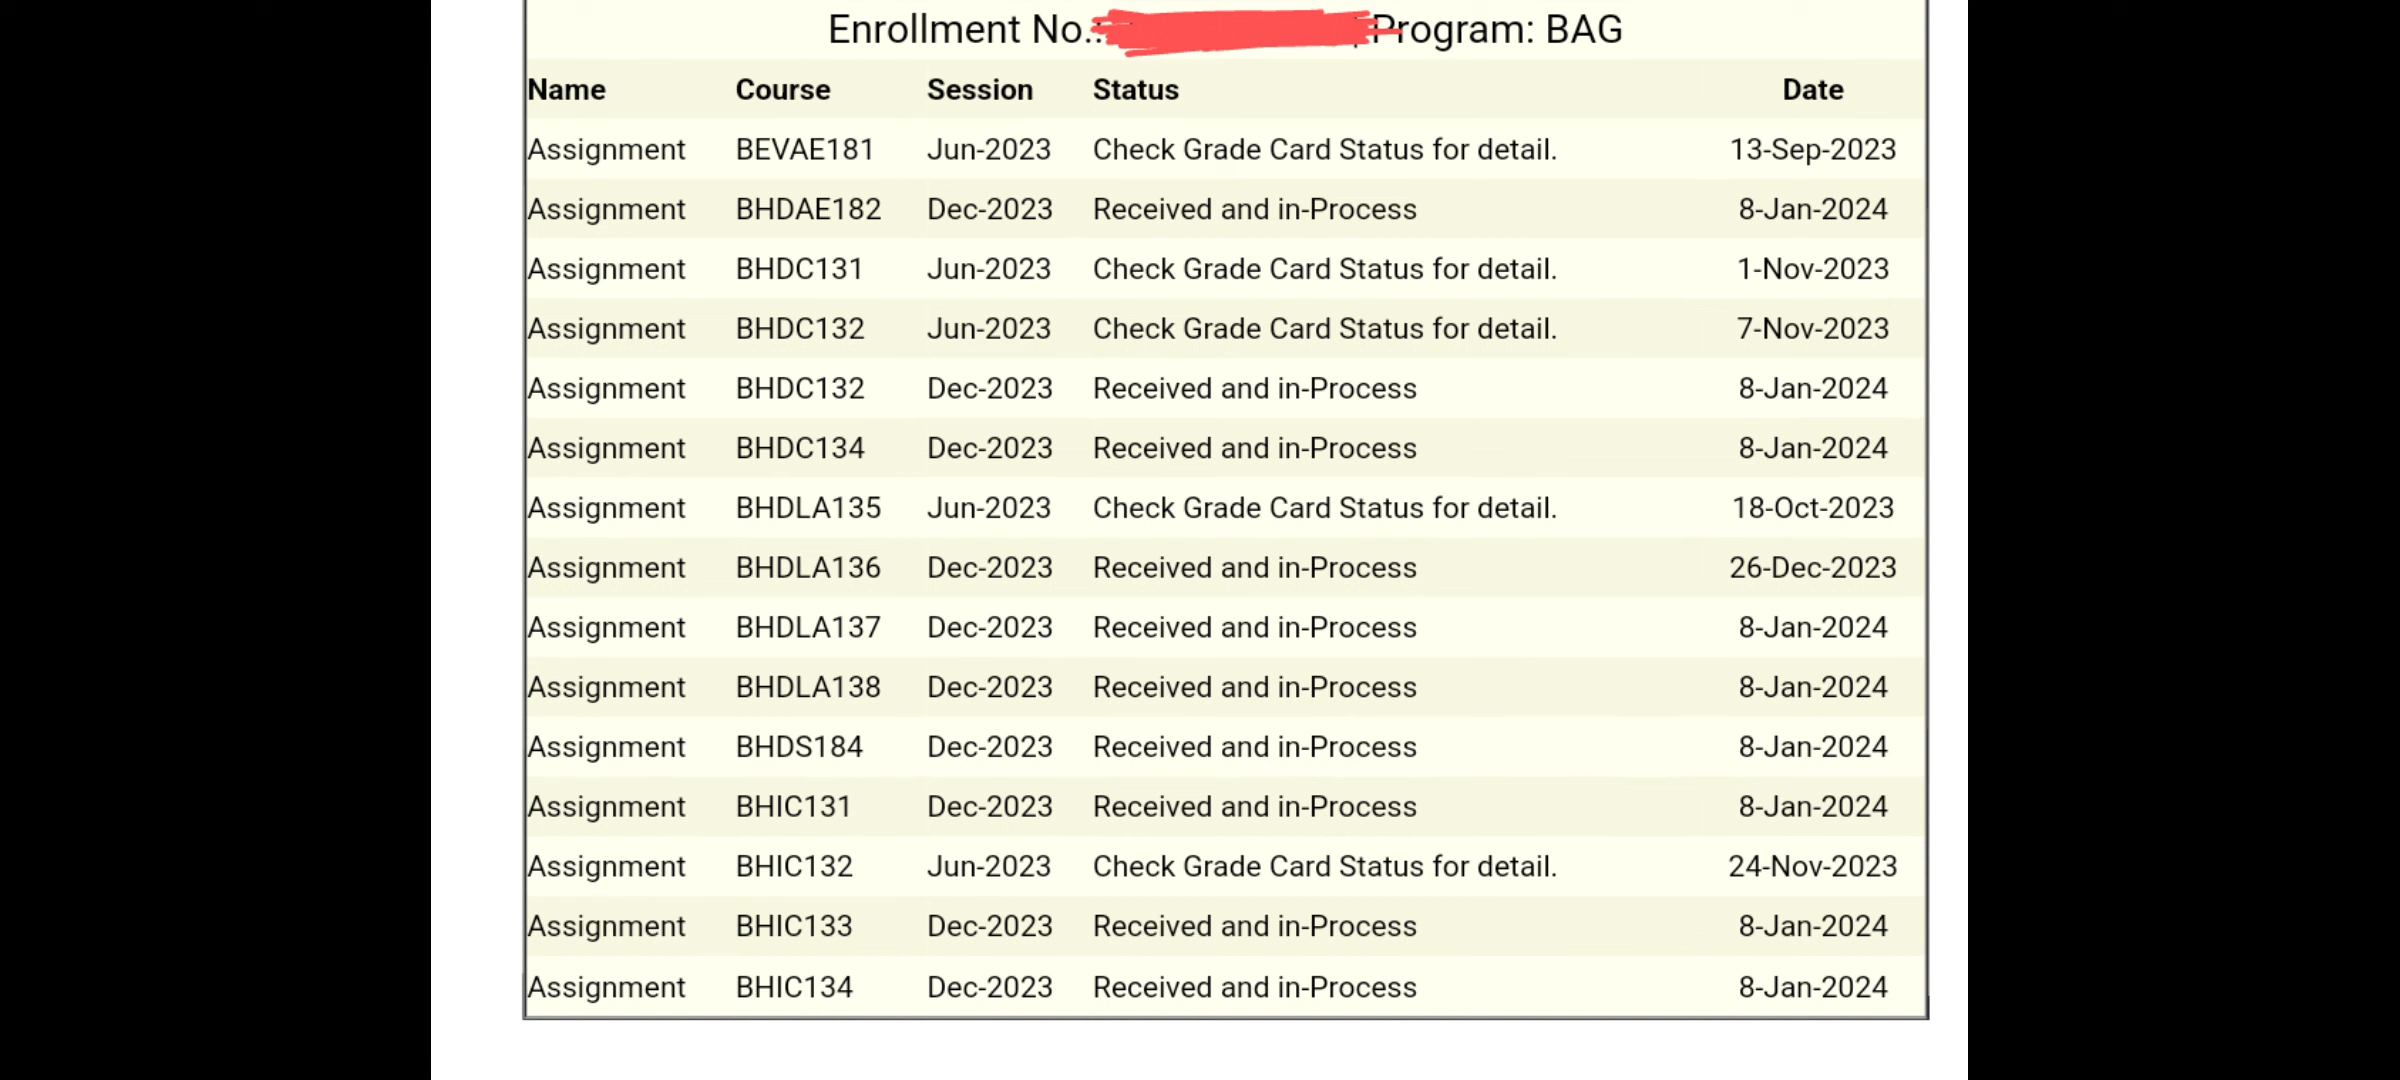 Enrollment No.: Program: BAG
Name Course Session Status Date
Assignment BEVAE181 Jun-2023 Check Grade Card Status for detail. 13-Sep-2023
Assignment BHDAE182 Dec-2023 Received and in-Process 8-Jan-2024
Assignment BHDC131 Jun-2023 Check Grade Card Status for detail. 1-Nov-2023
Assignment BHDC132 Jun-2023 Check Grade Card Status for detail. 7-Nov-2023
Assignment BHDC132 Dec-2023 Received and in-Process 8-Jan-2024
Assignment BHDC134 Dec-2023 Received and in-Process 8-Jan-2024
Assignment BHDLA135 Jun-2023 Check Grade Card Status for detail. 18-Oct-2023
Assignment BHDLA136 Dec-2023 Received and in-Process 26-Dec-2023
Assignment BHDLA137 Dec-2023 Received and in-Process 8-Jan-2024
Assignment BHDLA138 Dec-2023 Received and in-Process 8-Jan-2024
Assignment BHDS184 Dec-2023 Received and in-Process 8-Jan-2024
Assignment BHIC131 Dec-2023 Received and in-Process 8-Jan-2024
Assignment BHIC132 Jun-2023 Check Grade Card Status for detail. 24-Nov-2023
Assignment BHIC133 Dec-2023 Received and in-Process 8-Jan-2024
Assignment BHIC134 Dec-2023 Received and in-Process 8-Jan-2024